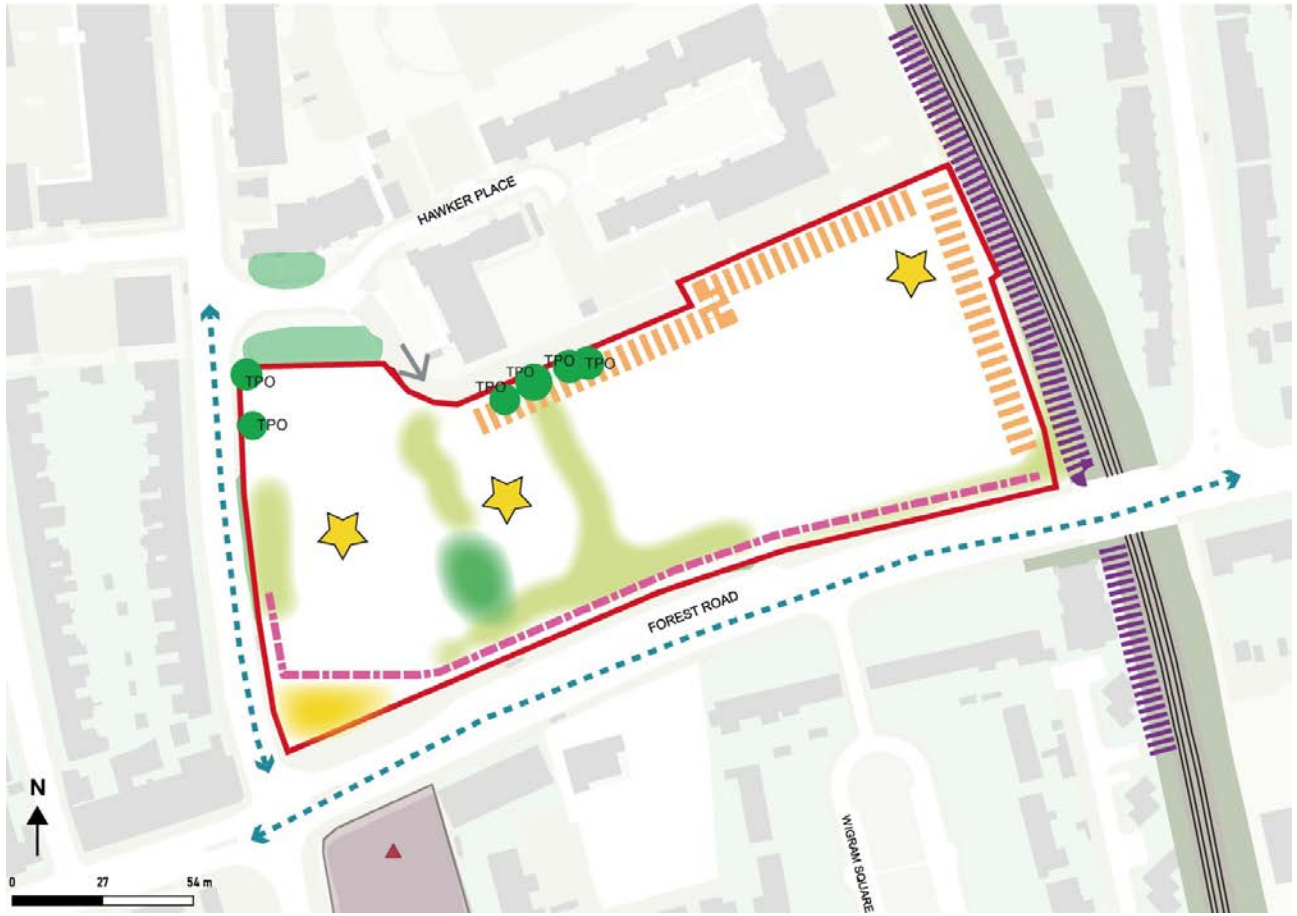 HAWKER PLACE
TPO
TPO
TPO
TPO
TPO
TPO
FOREST ROAD
WIGRAM SQUARE
N
0 27 54 m